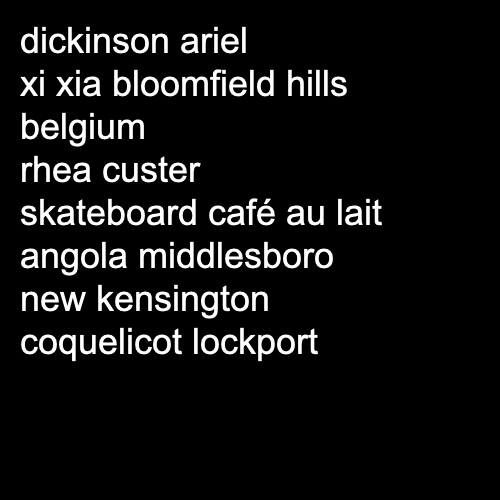 dickinson ariel
xi xia bloomfield hills
belgium
rhea custer
skateboard café au lait
angola middlesboro
new kensington
coquelicot lockport